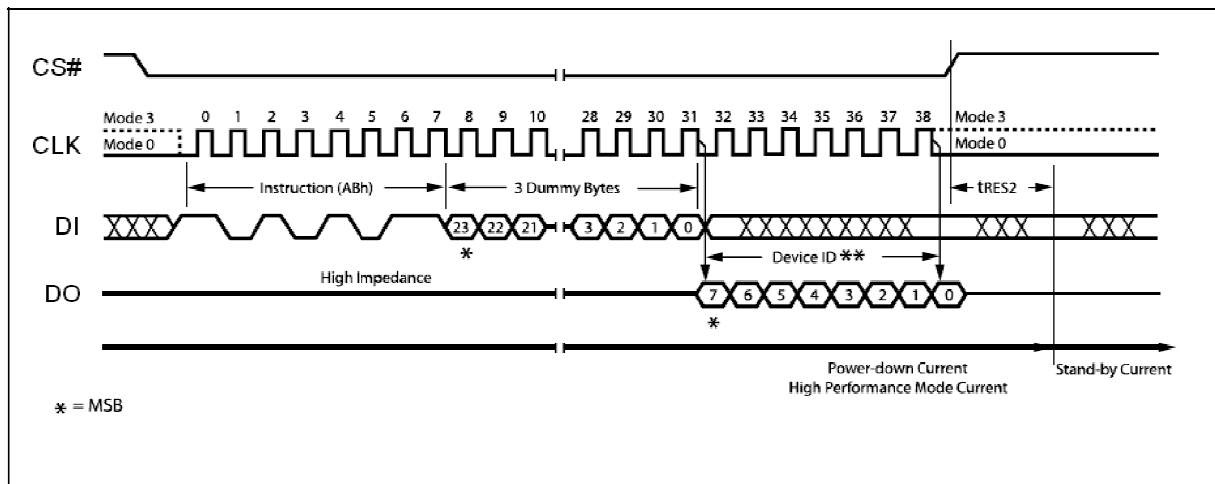 CS#
Mode 3 0 1 2 3 4 5 6 7 8 9 10 28 29 30 31 32 33 34 35 36 37 38 Mode 3
CLK Mode 0 Mode 0
Instruction (ABh) 3 Dummy Bytes tRES2
DI 23 22 21 3 2 1 0
* Device ID **
High Impedance
DO 7 6 5 4 3 2 1 0
*
Power-down Current Stand-by Current
High Performance Mode Current
* = MSB